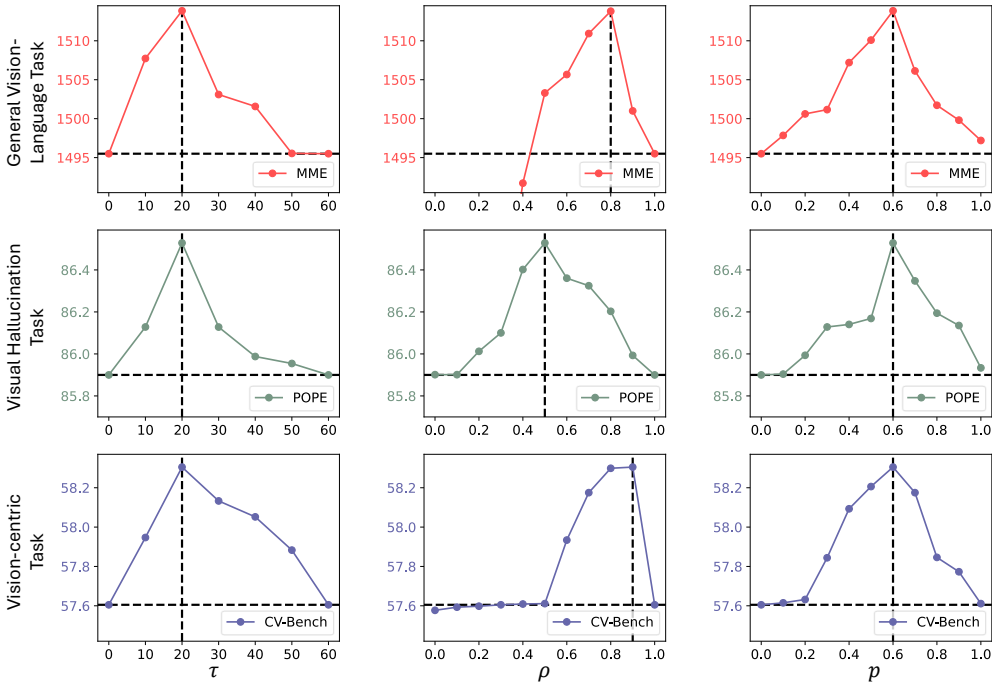 General Vision-
Language Task
1510
1505
1500
1495
MME
0 10 20 30 40 50 60
1510
1505
1500
1495
MME
0.0 0.2 0.4 0.6 0.8 1.0
1510
1505
1500
1495
MME
0.0 0.2 0.4 0.6 0.8 1.0
Visual Hallucination
Task
86.4
86.2
86.0
85.8
POPE
0 10 20 30 40 50 60
86.4
86.2
86.0
85.8
POPE
0.0 0.2 0.4 0.6 0.8 1.0
86.4
86.2
86.0
85.8
POPE
0.0 0.2 0.4 0.6 0.8 1.0
Vision-centric
Task
58.2
58.0
57.8
57.6
CV-Bench
0 10 20 30 40 50 60
τ
58.2
58.0
57.8
57.6
CV-Bench
0.0 0.2 0.4 0.6 0.8 1.0
ρ
58.2
58.0
57.8
57.6
CV-Bench
0.0 0.2 0.4 0.6 0.8 1.0
p